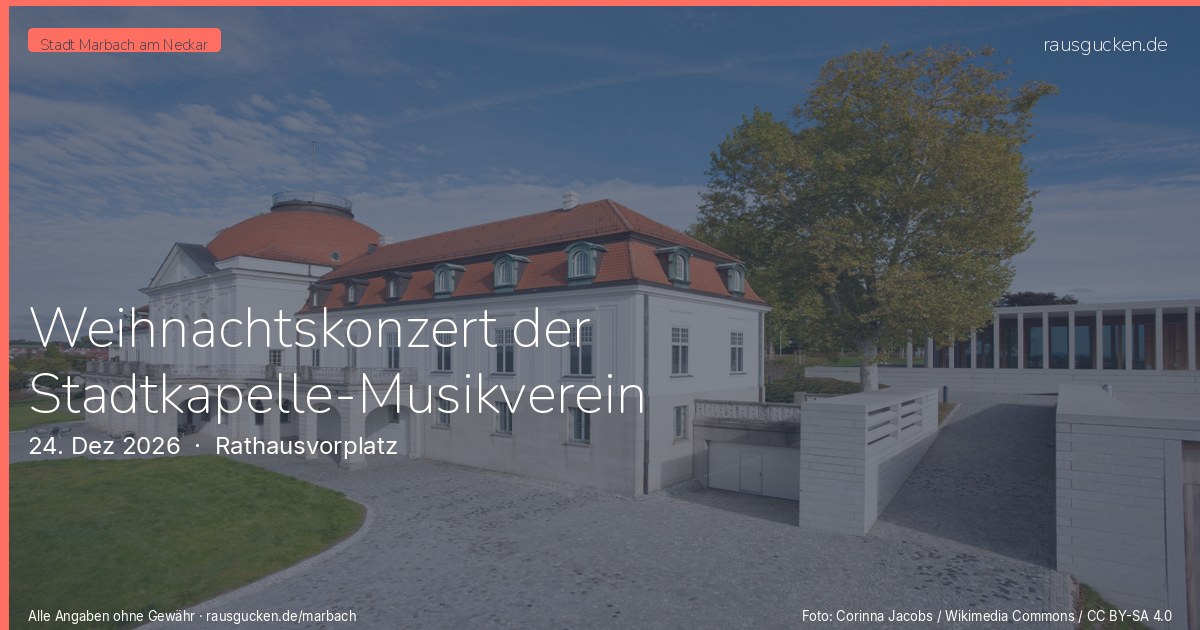 Stadt Marbach am Neckar
rausgucken.de
Weihnachtskonzert der
Stadtkapelle-Musikverein
24. Dez 2026 · Rathausvorplatz
Alle Angaben ohne Gewähr · rausgucken.de/marbach
Foto: Corinna Jacobs / Wikimedia Commons / CC BY-SA 4.0